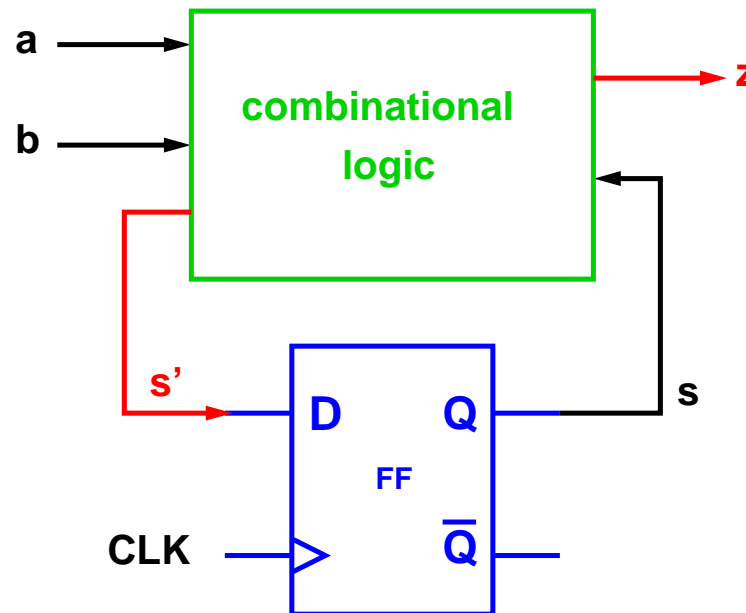 a
z
combinational
b
logic
s’
s
D
Q
FF
CLK
Q̅